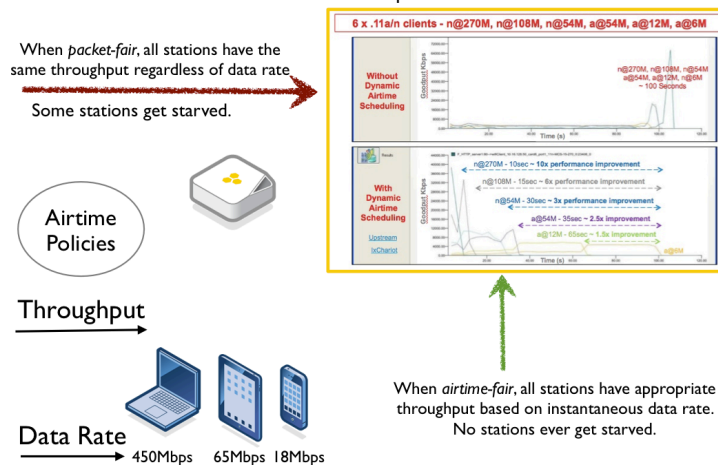 6 x .11a/n clients - n@270M, n@108M, n@54M, a@54M, a@12M, a@6M
When packet-fair, all stations have the
same throughput regardless of data rate
Some stations get starved.
Without
Dynamic
Airtime
Scheduling
Goodput Kbps
n@270M, n@108M, n@54M
a@54M, a@12M, n@6M
~ 100 Seconds
Time (s)
With
Dynamic
Airtime
Scheduling
Upstream
IxChariot
Goodput Kbps
n@270M - 10sec ~ 10x performance improvement
n@108M - 15sec ~ 6x performance improvement
n@54M - 30sec ~ 3x performance improvement
a@54M - 35sec ~ 2.5x improvement
a@12M - 65sec ~ 1.5x improvement
a@6M
Time (s)
Airtime
Policies
Throughput
Data Rate
450Mbps 65Mbps 18Mbps
When airtime-fair, all stations have appropriate
throughput based on instantaneous data rate.
No stations ever get starved.